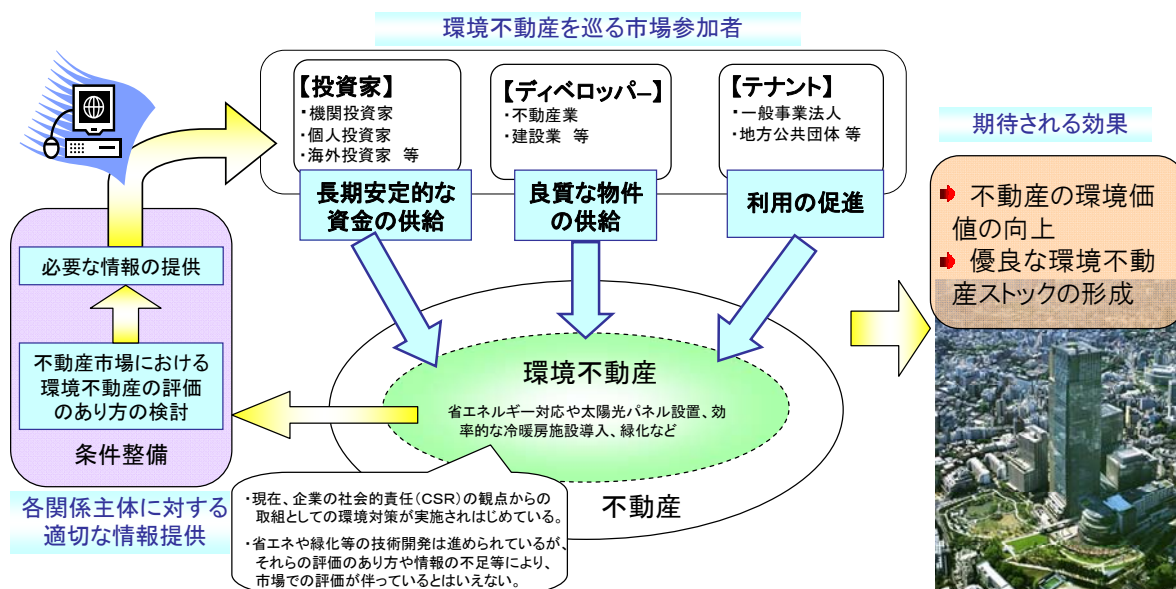 環境不動産を巡る市場参加者
【投資家】
・機関投資家
・個人投資家
・海外投資家 等
【ディベロッパー】
・不動産業
・建設業 等
【テナント】
・一般事業法人
・地方公共団体 等
長期安定的な
資金の供給
良質な物件
の供給
利用の促進
期待される効果
不動産の環境価
値の向上
優良な環境不動
産ストックの形成
必要な情報の提供
不動産市場における
環境不動産の評価
のあり方の検討
条件整備
各関係主体に対する
適切な情報提供
環境不動産
省エネルギー対応や太陽光パネル設置、効
率的な冷暖房施設導入、緑化など
不動産
・現在、企業の社会的責任(CSR)の観点からの
取組としての環境対策が実施されはじめている。
・省エネや緑化等の技術開発は進められているが、
それらの評価のあり方や情報の不足等により、
市場での評価が伴っているとはいえない。